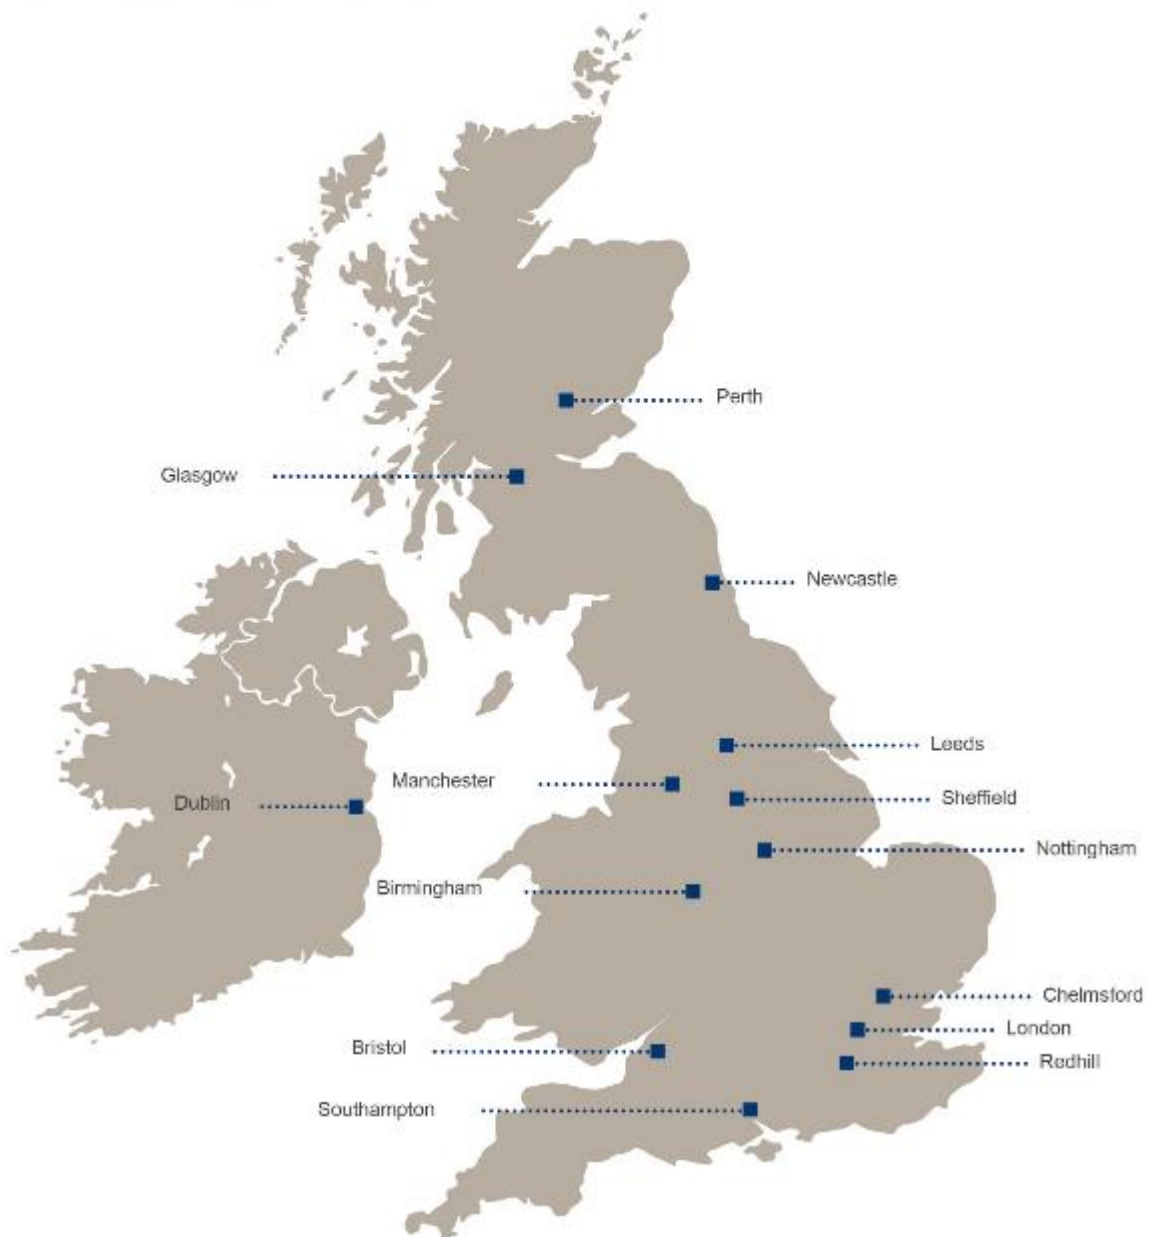 Perth
Glasgow
Newcastle
Leeds
Manchester
Sheffield
Dublin
Nottingham
Birmingham
Chelmsford
London
Bristol
Redhill
Southampton